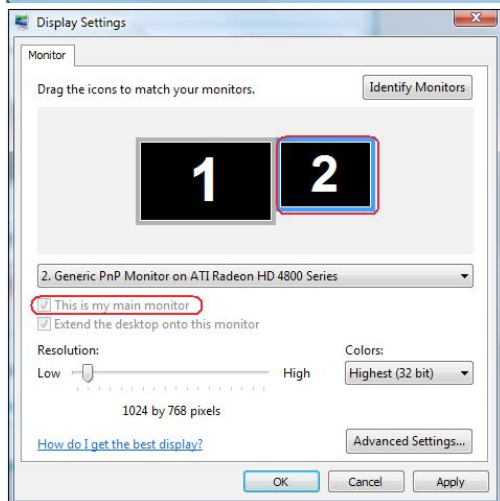 Display Settings
Monitor
Drag the icons to match your monitors.
Identify Monitors
1
2
2. Generic PnP Monitor on ATI Radeon HD 4800 Series
This is my main monitor
Extend the desktop onto this monitor
Resolution:
Colors:
Low
High
Highest (32 bit)
1024 by 768 pixels
How do I get the best display?
Advanced Settings...
OK
Cancel
Apply